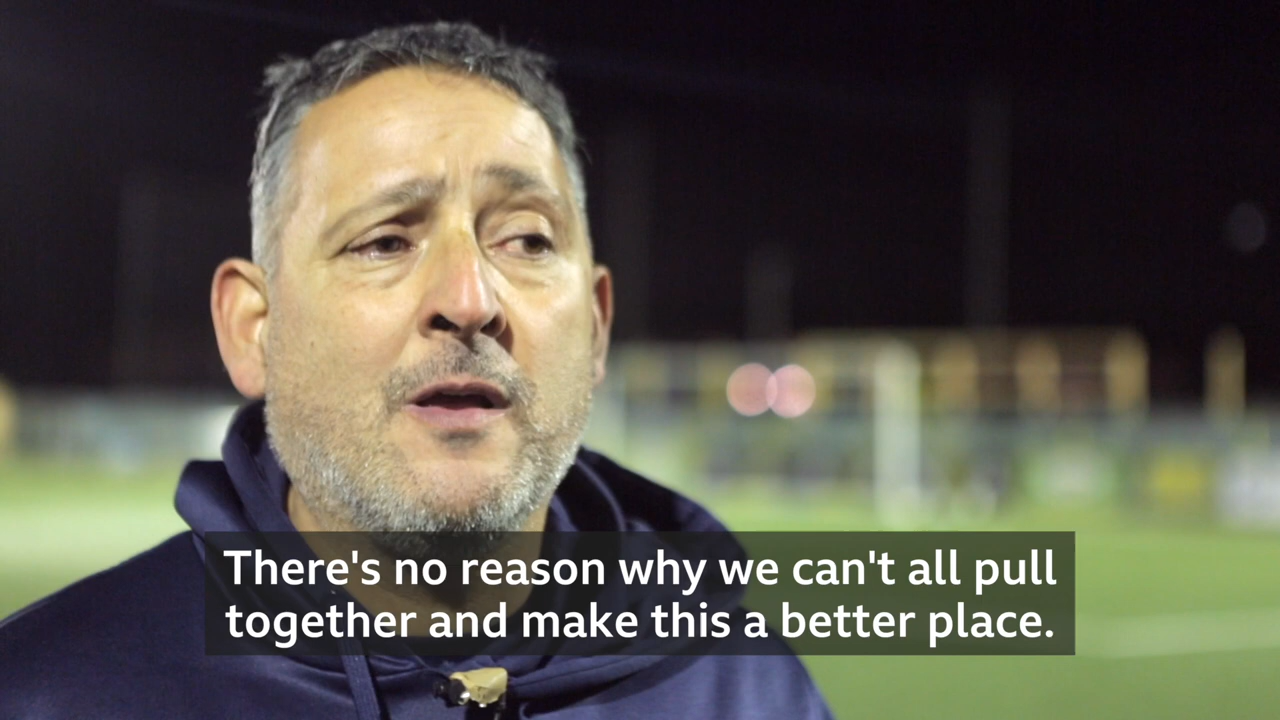 There's no reason why we can't all pull
together and make this a better place.